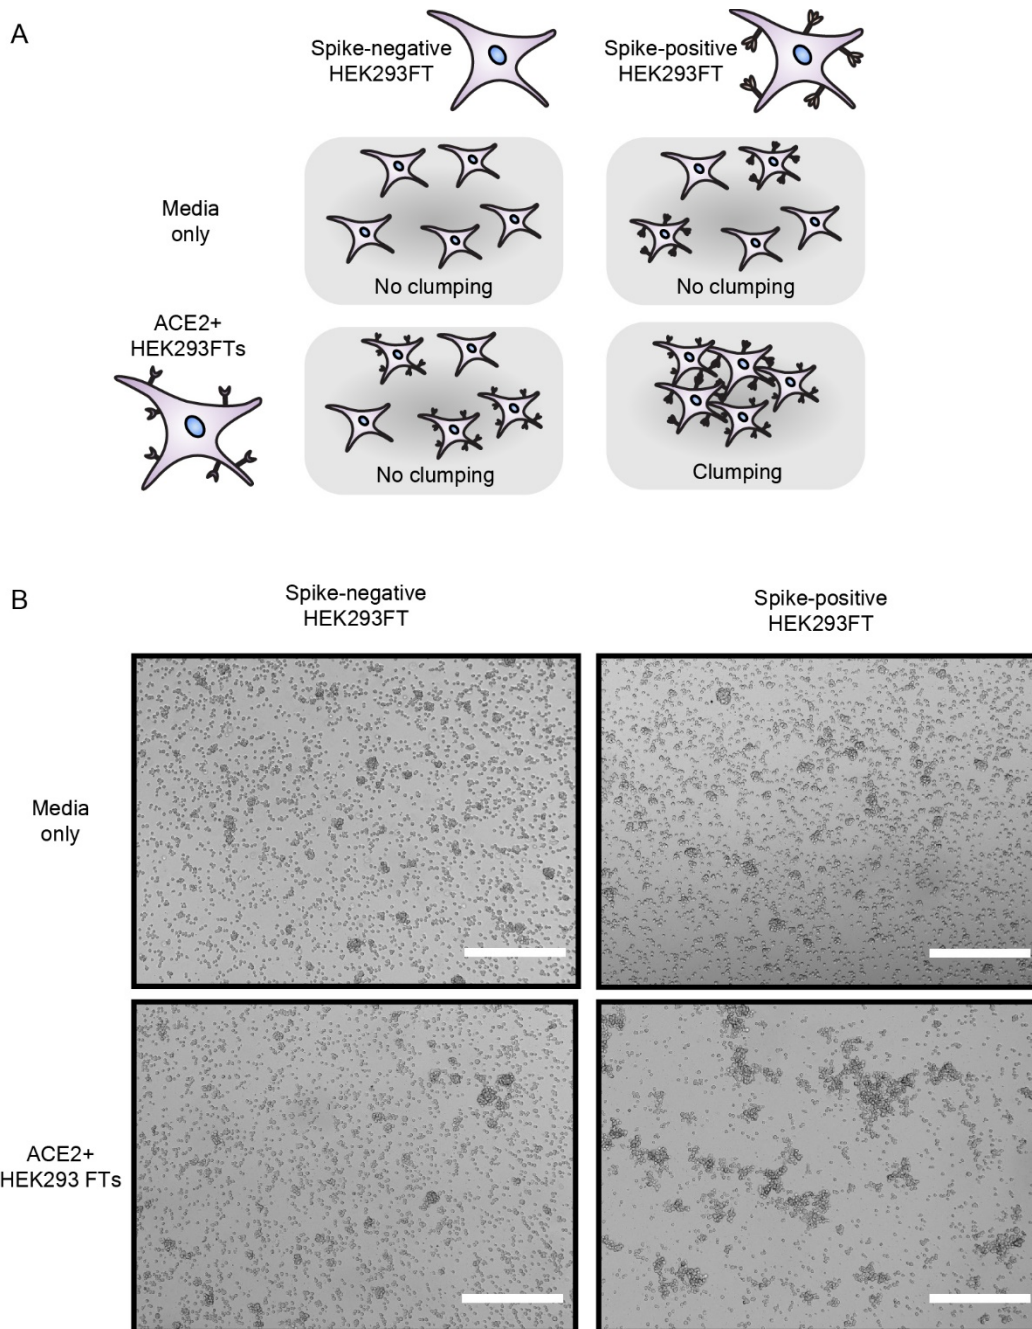 A
Spike-negative
HEK293FT
Spike-positive
HEK293FT
Media
only
No clumping
No clumping
ACE2+
HEK293FTs
No clumping
Clumping
B
Spike-negative
HEK293FT
Spike-positive
HEK293FT
Media
only
ACE2+
HEK293 FTs